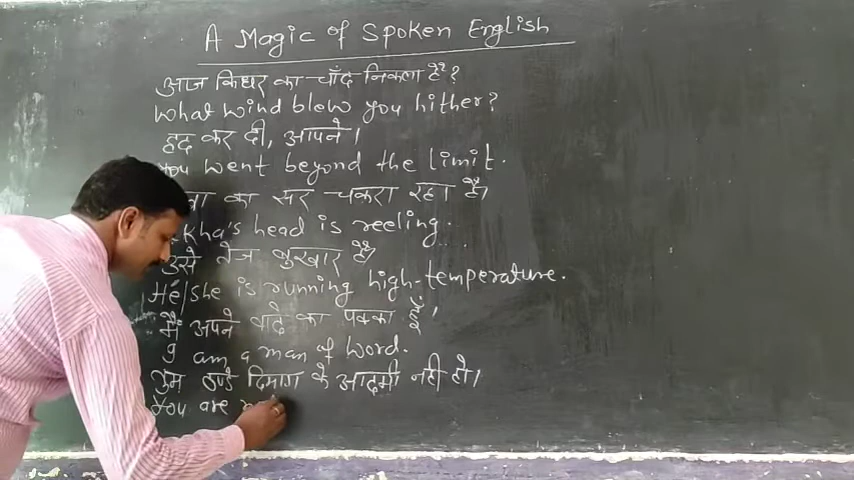 A Magic of Spoken English
आज किधर का चाँद निकला है?
What wind blew you hither?
हद कर दी, आपने।
You went beyond the limit.
का सर चकरा रहा है।
kha's head is reeling.
उसे तेज बुखार है।
He/she is running high-temperature.
मैं अपने वादे का पक्का हूँ।
I am a man of word.
तुम ठण्डे दिमाग के आदमी नहीं हो।
You are